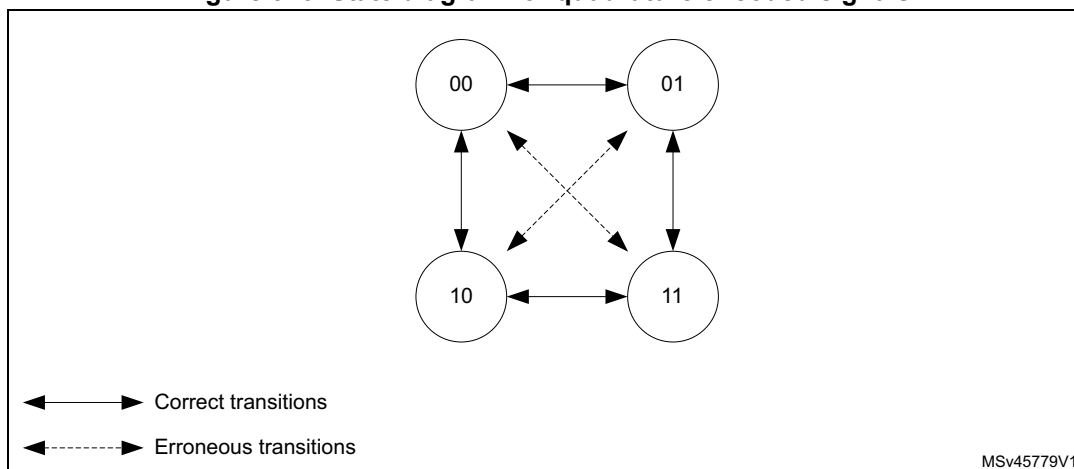 00 01
10 11
Correct transitions
Erroneous transitions
MSv45779V1